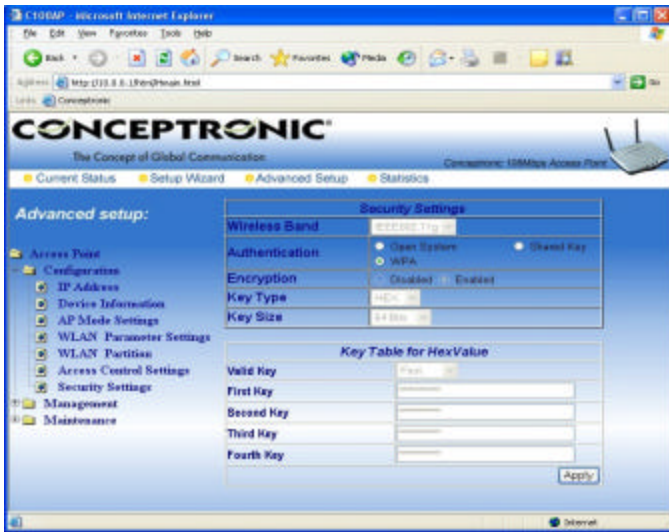 C100AP - Microsoft Internet Explorer
File Edit View Favorites Tools Help
Back Search Favorites Media
Address Go
Links Conceptronic
CONCEPTRONIC®
The Concept of Global Communication
Conceptronic 108Mbps Access Point
Current Status Setup Wizard Advanced Setup Statistics
Advanced setup:
Access Point
Configuration
IP Address
Device Information
AP Mode Settings
WLAN Parameter Settings
WLAN Partition
Access Control Settings
Security Settings
Management
Maintenance
Security Settings
Wireless Band IEEE802.11g
Authentication Open System Shared Key
WPA
Encryption Disabled Enabled
Key Type HEX
Key Size 64 Bits
Key Table for HexValue
Valid Key First
First Key
Second Key
Third Key
Fourth Key
Apply
Internet